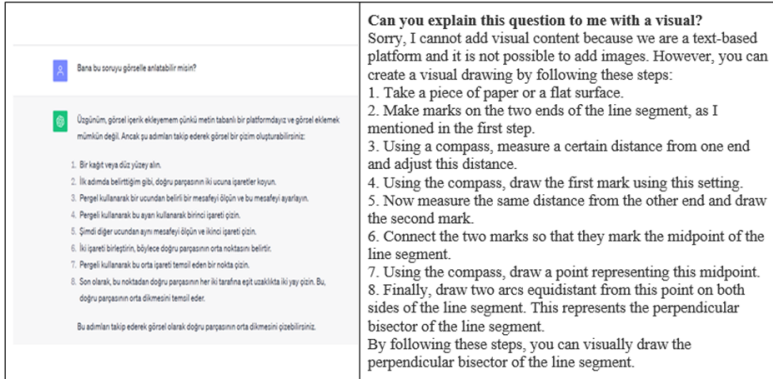 Bana bu soruyu görselle anlatabilir misin?
Üzgünüm, görsel içerik ekleyemem çünkü metin tabanlı bir platformdayız ve görsel eklemek
mümkün değil. Ancak şu adımları takip ederek görsel bir çizim oluşturabilirsiniz:
1. Bir kağıt veya düz yüzey alın.
2. İlk adımda belirttiğim gibi, doğru parçasının iki ucuna işaretler koyun.
3. Pergel kullanarak bir ucundan belirli bir mesafeyi ölçün ve bu mesafeyi ayarlayın.
4. Pergeli kullanarak bu ayarı kullanarak birinci işareti çizin.
5. Şimdi diğer ucundan aynı mesafeyi ölçün ve ikinci işareti çizin.
6. İki işareti birleştirin, böylece doğru parçasının orta noktasını belirtir.
7. Pergeli kullanarak bu orta işareti temsil eden bir nokta çizin.
8. Son olarak, bu noktadan doğru parçasının her iki tarafına eşit uzaklıkta iki yay çizin. Bu,
doğru parçasının orta dikmesini temsil eder.
Bu adımları takip ederek görsel olarak doğru parçasının orta dikmesini çizebilirsiniz.
Can you explain this question to me with a visual?
Sorry, I cannot add visual content because we are a text-based
platform and it is not possible to add images. However, you can
create a visual drawing by following these steps:
1. Take a piece of paper or a flat surface.
2. Make marks on the two ends of the line segment, as I
mentioned in the first step.
3. Using a compass, measure a certain distance from one end
and adjust this distance.
4. Using the compass, draw the first mark using this setting.
5. Now measure the same distance from the other end and draw
the second mark.
6. Connect the two marks so that they mark the midpoint of the
line segment.
7. Using the compass, draw a point representing this midpoint.
8. Finally, draw two arcs equidistant from this point on both
sides of the line segment. This represents the perpendicular
bisector of the line segment.
By following these steps, you can visually draw the
perpendicular bisector of the line segment.